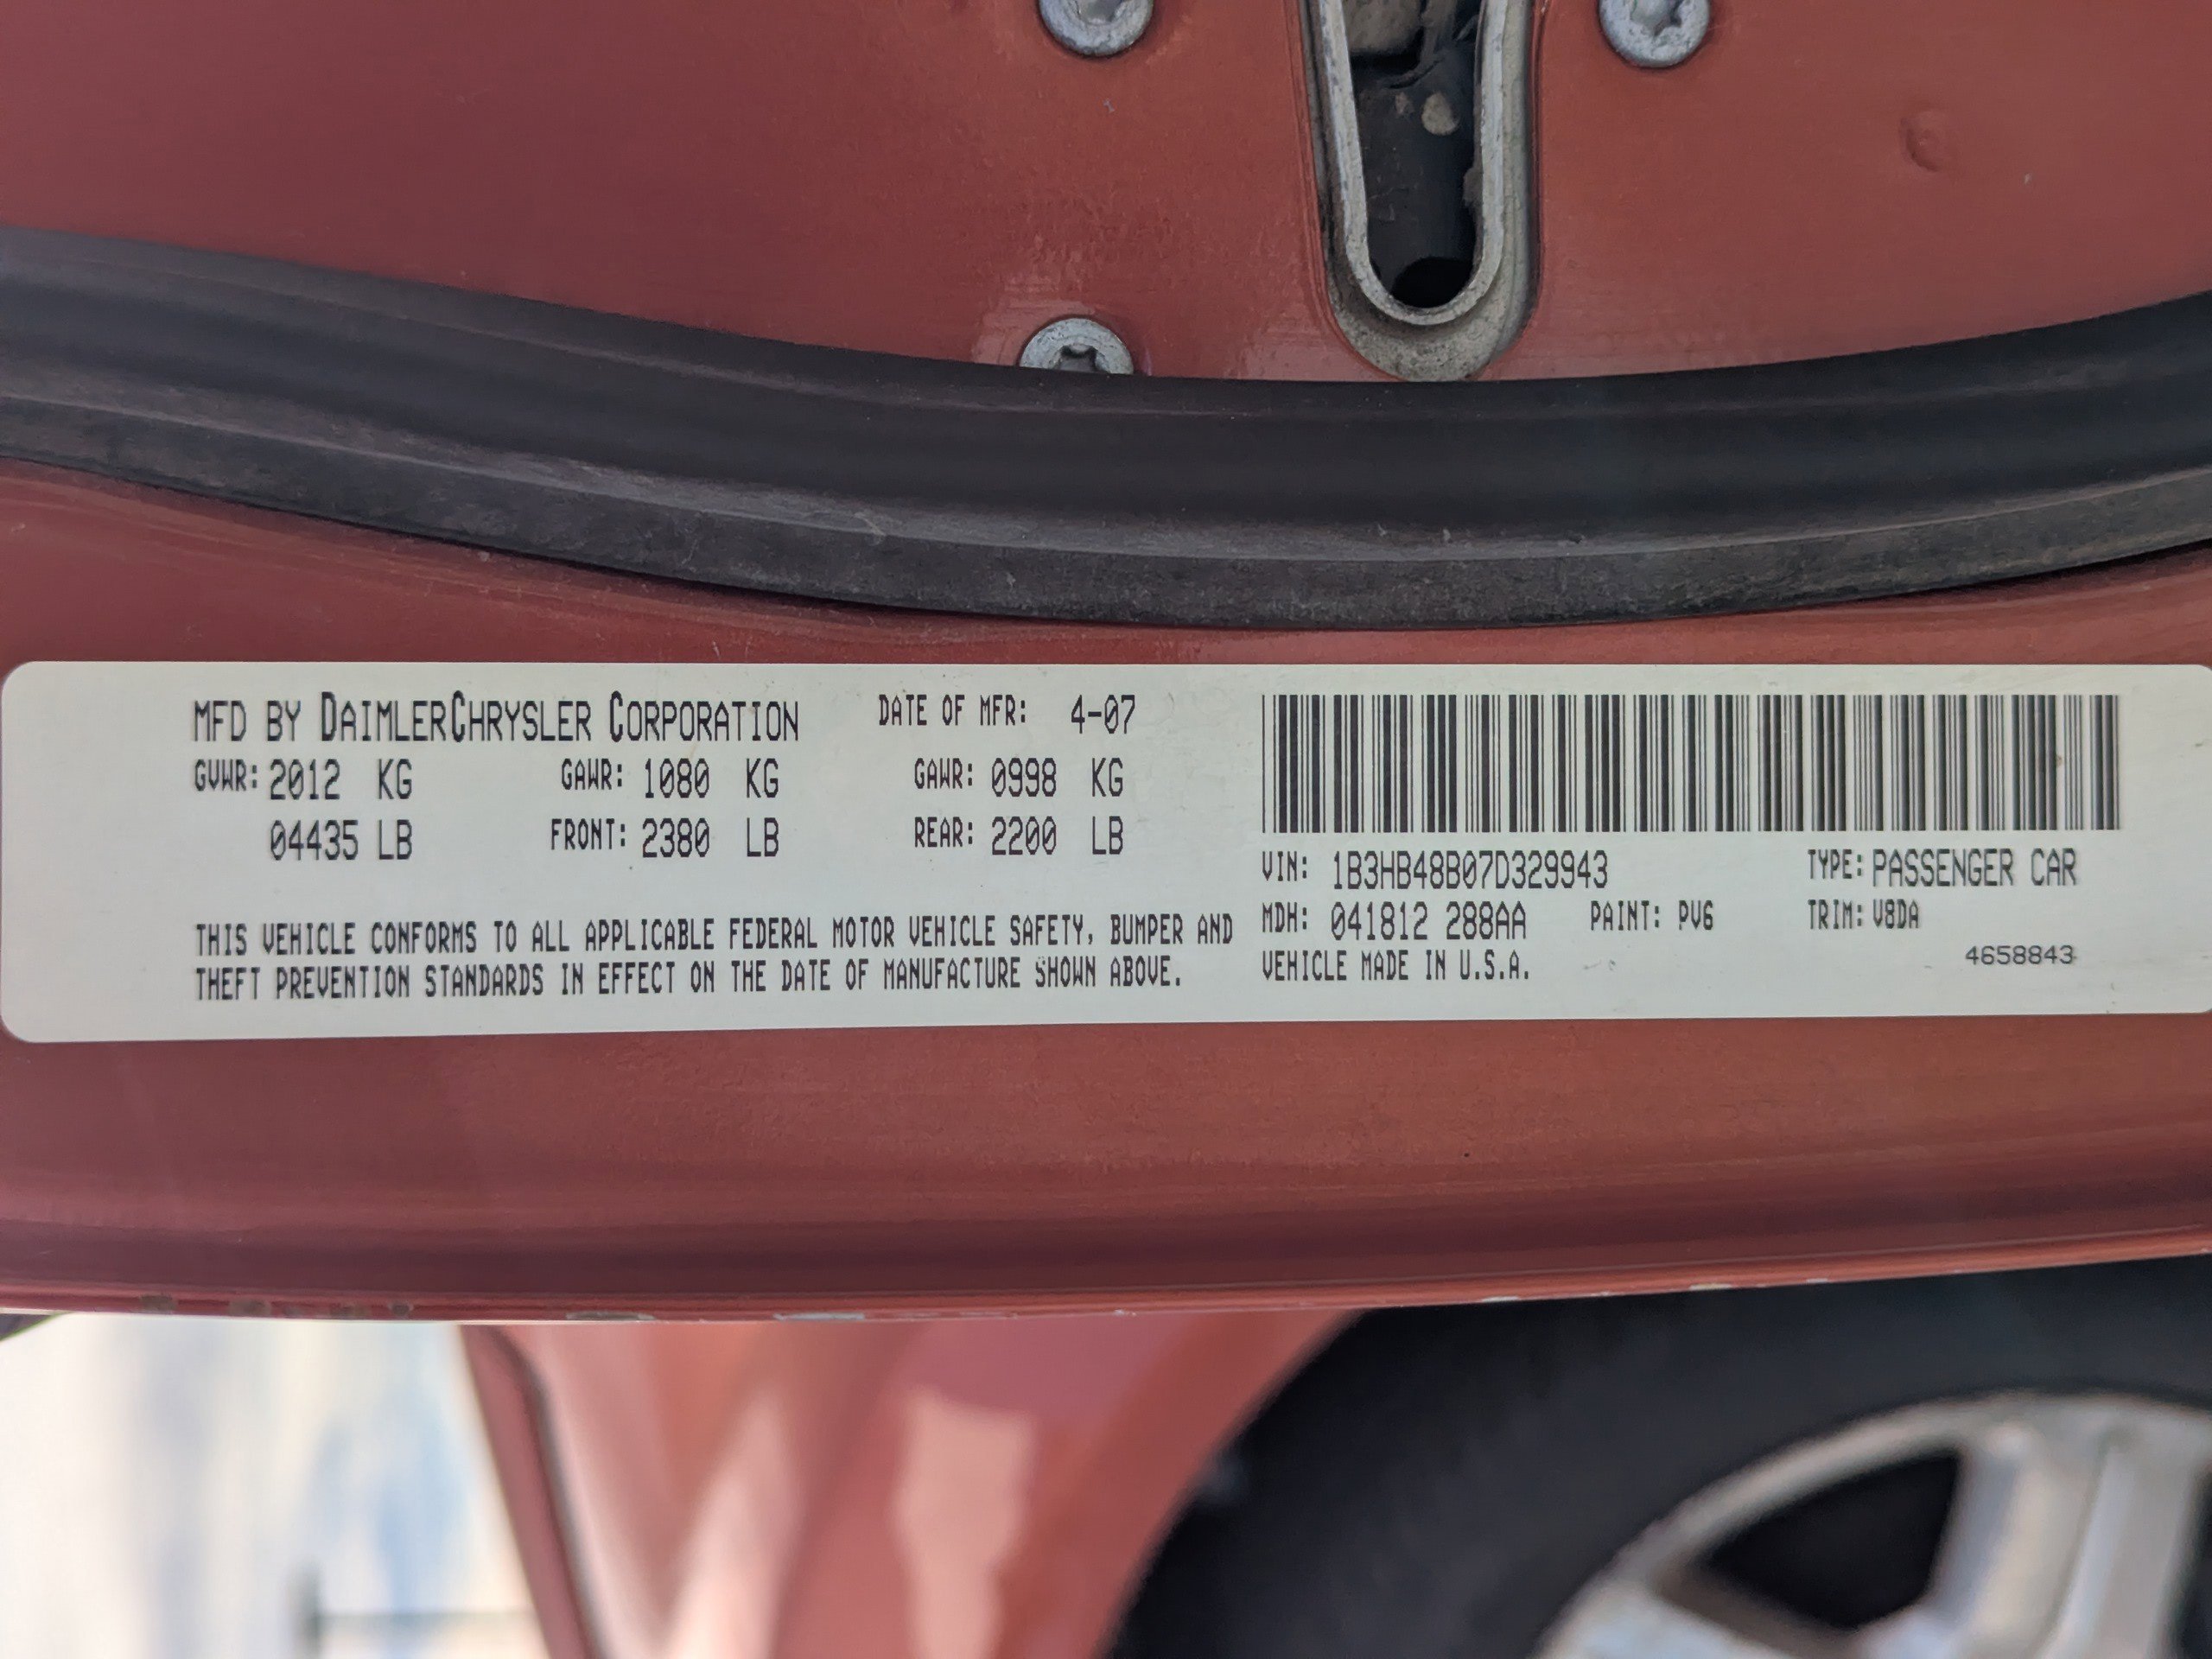 MFD BY DAIMLERCHRYSLER CORPORATION DATE OF MFR: 4-07
GVWR: 2012 KG GAWR: 1080 KG GAWR: 0998 KG
04435 LB FRONT: 2380 LB REAR: 2200 LB
THIS VEHICLE CONFORMS TO ALL APPLICABLE FEDERAL MOTOR VEHICLE SAFETY, BUMPER AND
THEFT PREVENTION STANDARDS IN EFFECT ON THE DATE OF MANUFACTURE SHOWN ABOVE.
VIN: 1B3HB48B07D329943 TYPE: PASSENGER CAR
MDH: 041812 288AA PAINT: PV6 TRIM: V8DA
VEHICLE MADE IN U.S.A. 4658843